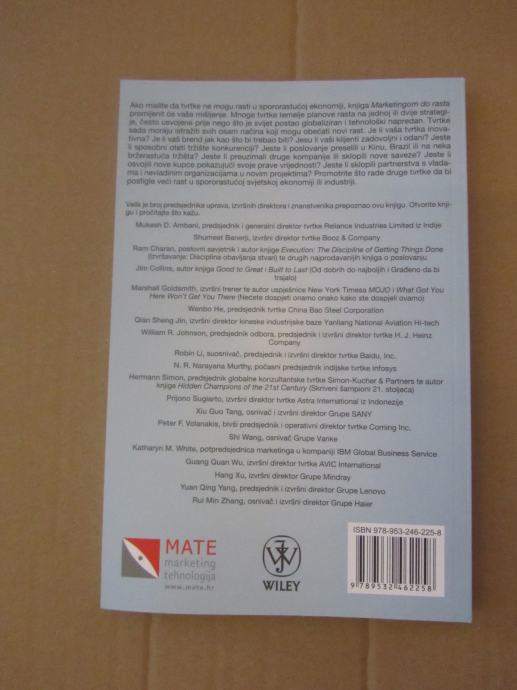 Ako mislite da tvrtke ne mogu rasti u spororastućoj ekonomiji, knjiga Marketingom do rasta
promijenit će vaše mišljenje. Mnoge tvrtke temelje planove rasta na jednoj ili dvije strategi-
je, često usvojene prije nego što je svijet postao globaliziran i tehnološki napredan. Tvrtke
sada moraju istražiti svih osam načina koji mogu obećati novi rast. Je li vaša tvrtka inova-
tivna? Je li vaš brend jak kao što bi trebao biti? Jesu li vaši klijenti zadovoljni i odani? Jeste
li sposobni oteti tržište konkurenciji? Jeste li poslovanje preselili u Kinu, Brazil ili na neka
bržerastuća tržišta? Jeste li preuzimali druge kompanije ili sklopili nove saveze? Jeste li
osvojili nove kupce pokazujući svoje prave vrijednosti? Jeste li sklopili partnerstva s vlada-
ma i nevladinim organizacijama u novim projektima? Promotrite što rade druge tvrtke da bi
postigle veći rast u spororastućoj svjetskoj ekonomiji ili industriji.
Velik je broj predsjednika uprava, izvršnih direktora i znanstvenika prepoznao ovu knjigu. Otvorite knji-
gu i pročitajte što kažu.
Mukesh D. Ambani, predsjednik i generalni direktor tvrtke Reliance Industries Limited iz Indije
Shumeet Banerji, izvršni direktor tvrtke Booz & Company
Ram Charan, poslovni savjetnik i autor knjige Execution: The Discipline of Getting Things Done
(Izvršavanje: Disciplina obavljanja stvari) te drugih najprodavanijih knjiga o poslovanju
Jim Collins, autor knjiga Good to Great i Built to Last (Od dobrih do najboljih i Građeno da bi
trajalo)
Marshall Goldsmith, izvršni trener te autor uspješnice New York Timesa MOJO i What Got You
Here Won't Get You There (Nećete dospjeti onamo onako kako ste dospjeli ovamo)
Wenbo He, predsjednik tvrtke China Bao Steel Corporation
Qian Sheng Jin, izvršni direktor kineske industrijske baze Yanliang National Aviation Hi-tech
William R. Johnson, predsjednik odbora, predsjednik i izvršni direktor tvrtke H. J. Heinz
Company
Robin Li, suosnivač, predsjednik i izvršni direktor tvrtke Baidu, Inc.
N. R. Narayana Murthy, počasni predsjednik indijske tvrtke Infosys
Hermann Simon, predsjednik globalne konzultantske tvrtke Simon-Kucher & Partners te autor
knjige Hidden Champions of the 21st Century (Skriveni šampioni 21. stoljeća)
Prijono Sugiarto, izvršni direktor tvrtke Astra International iz Indonezije
Xiu Guo Tang, osnivač i izvršni direktor Grupe SANY
Peter F. Volanakis, bivši predsjednik i operativni direktor tvrtke Corning Inc.
Shi Wang, osnivač Grupe Vanke
Katharyn M. White, potpredsjednica marketinga u kompaniji IBM Global Business Service
Guang Quan Wu, izvršni direktor tvrtke AVIC International
Hang Xu, izvršni direktor Grupe Mindray
Yuan Qing Yang, predsjednik i izvršni direktor Grupe Lenovo
Rui Min Zhang, osnivač i izvršni direktor Grupe Haier
MATE
marketing
tehnologija
www.mate.hr
WILEY
ISBN 978-953-246-225-8
9 789532 462258